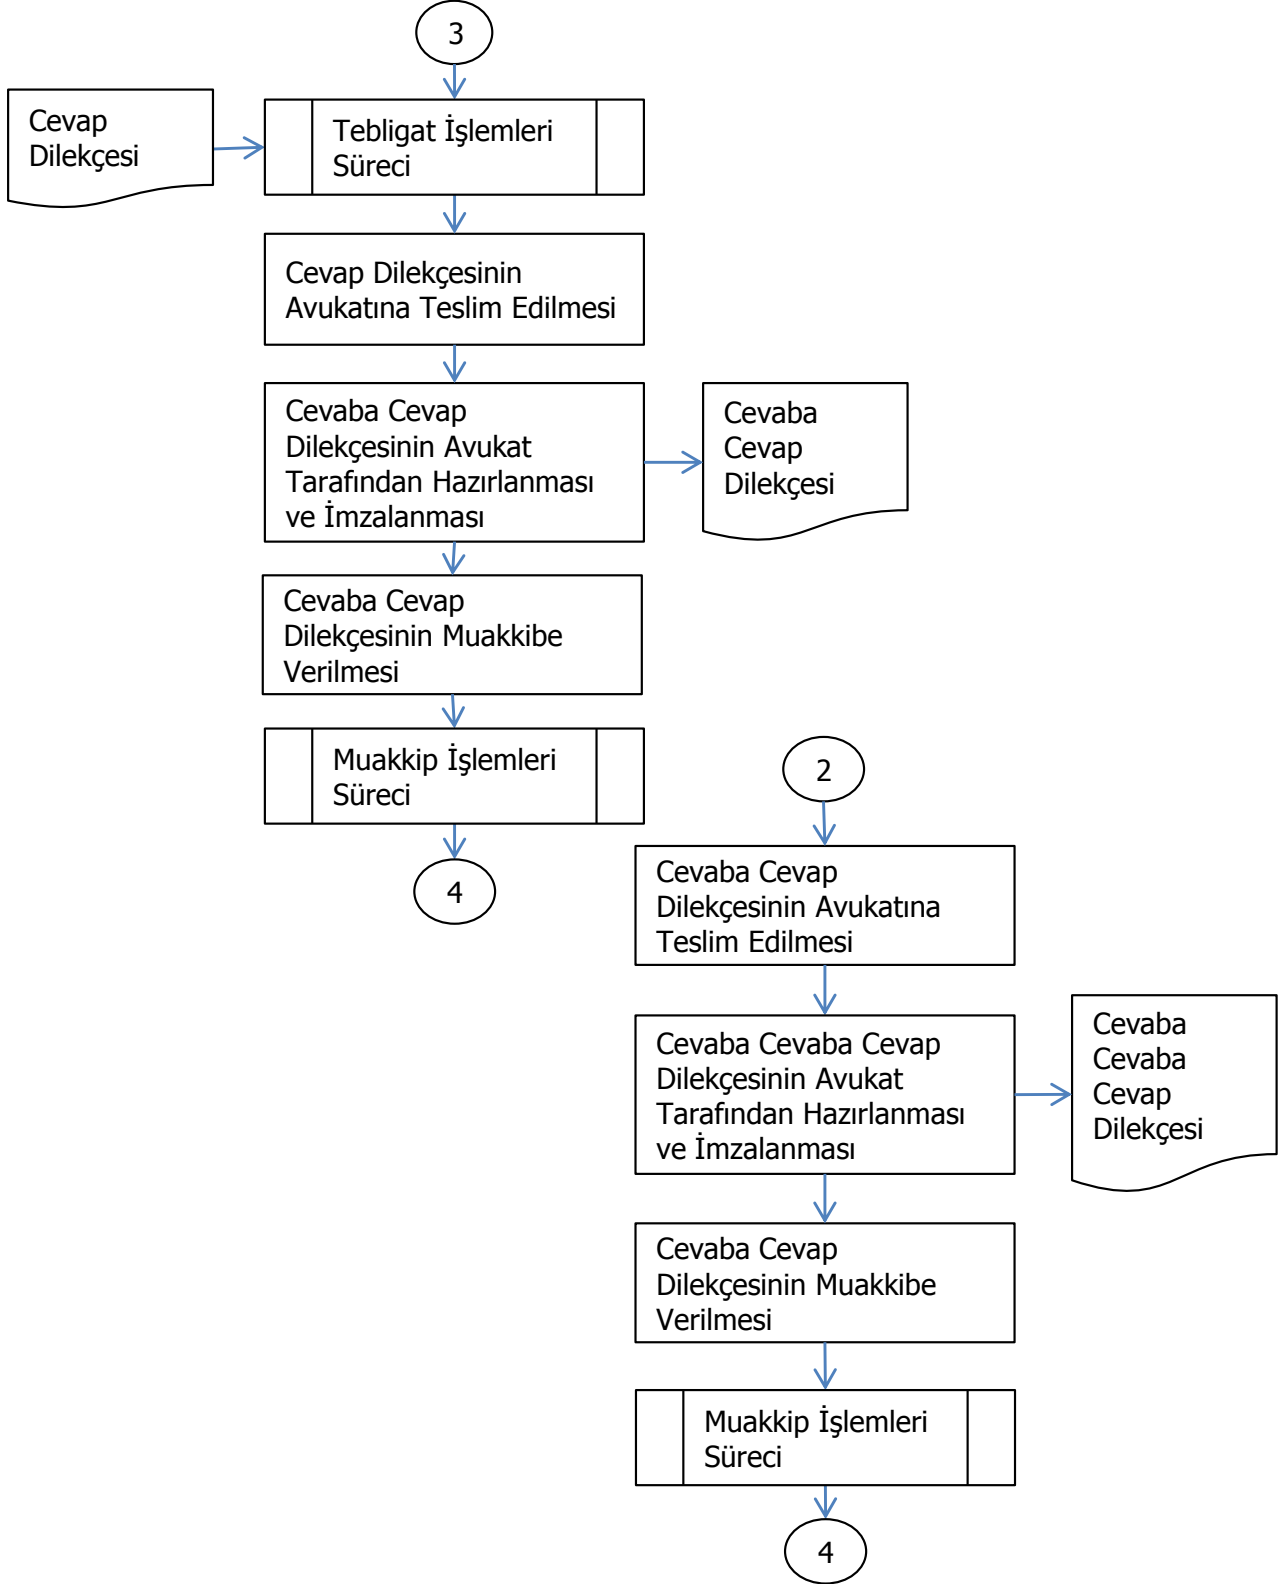 3
Cevap
Dilekçesi
Tebligat İşlemleri
Süreci
Cevap Dilekçesinin
Avukatına Teslim Edilmesi
Cevaba Cevap
Dilekçesinin Avukat
Tarafından Hazırlanması
ve İmzalanması
Cevaba
Cevap
Dilekçesi
Cevaba Cevap
Dilekçesinin Muakkibe
Verilmesi
Muakkip İşlemleri
Süreci
4
2
Cevaba Cevap
Dilekçesinin Avukatına
Teslim Edilmesi
Cevaba Cevaba Cevap
Dilekçesinin Avukat
Tarafından Hazırlanması
ve İmzalanması
Cevaba
Cevaba
Cevap
Dilekçesi
Cevaba Cevap
Dilekçesinin Muakkibe
Verilmesi
Muakkip İşlemleri
Süreci
4